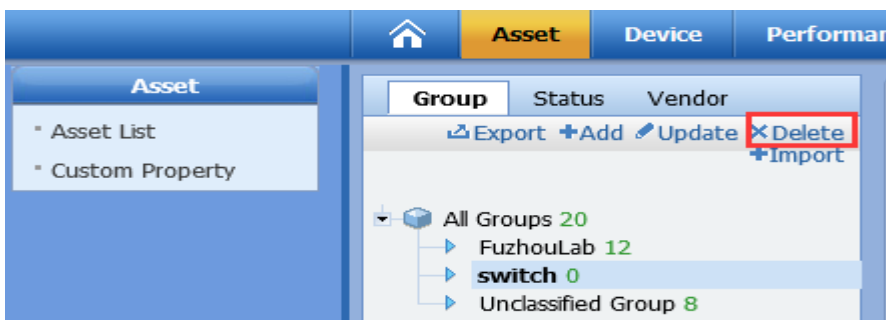 Asset Device Performan
Asset
Asset List
Custom Property
Group Status Vendor
Export +Add Update ×Delete
+Import
All Groups 20
FuzhouLab 12
switch 0
Unclassified Group 8